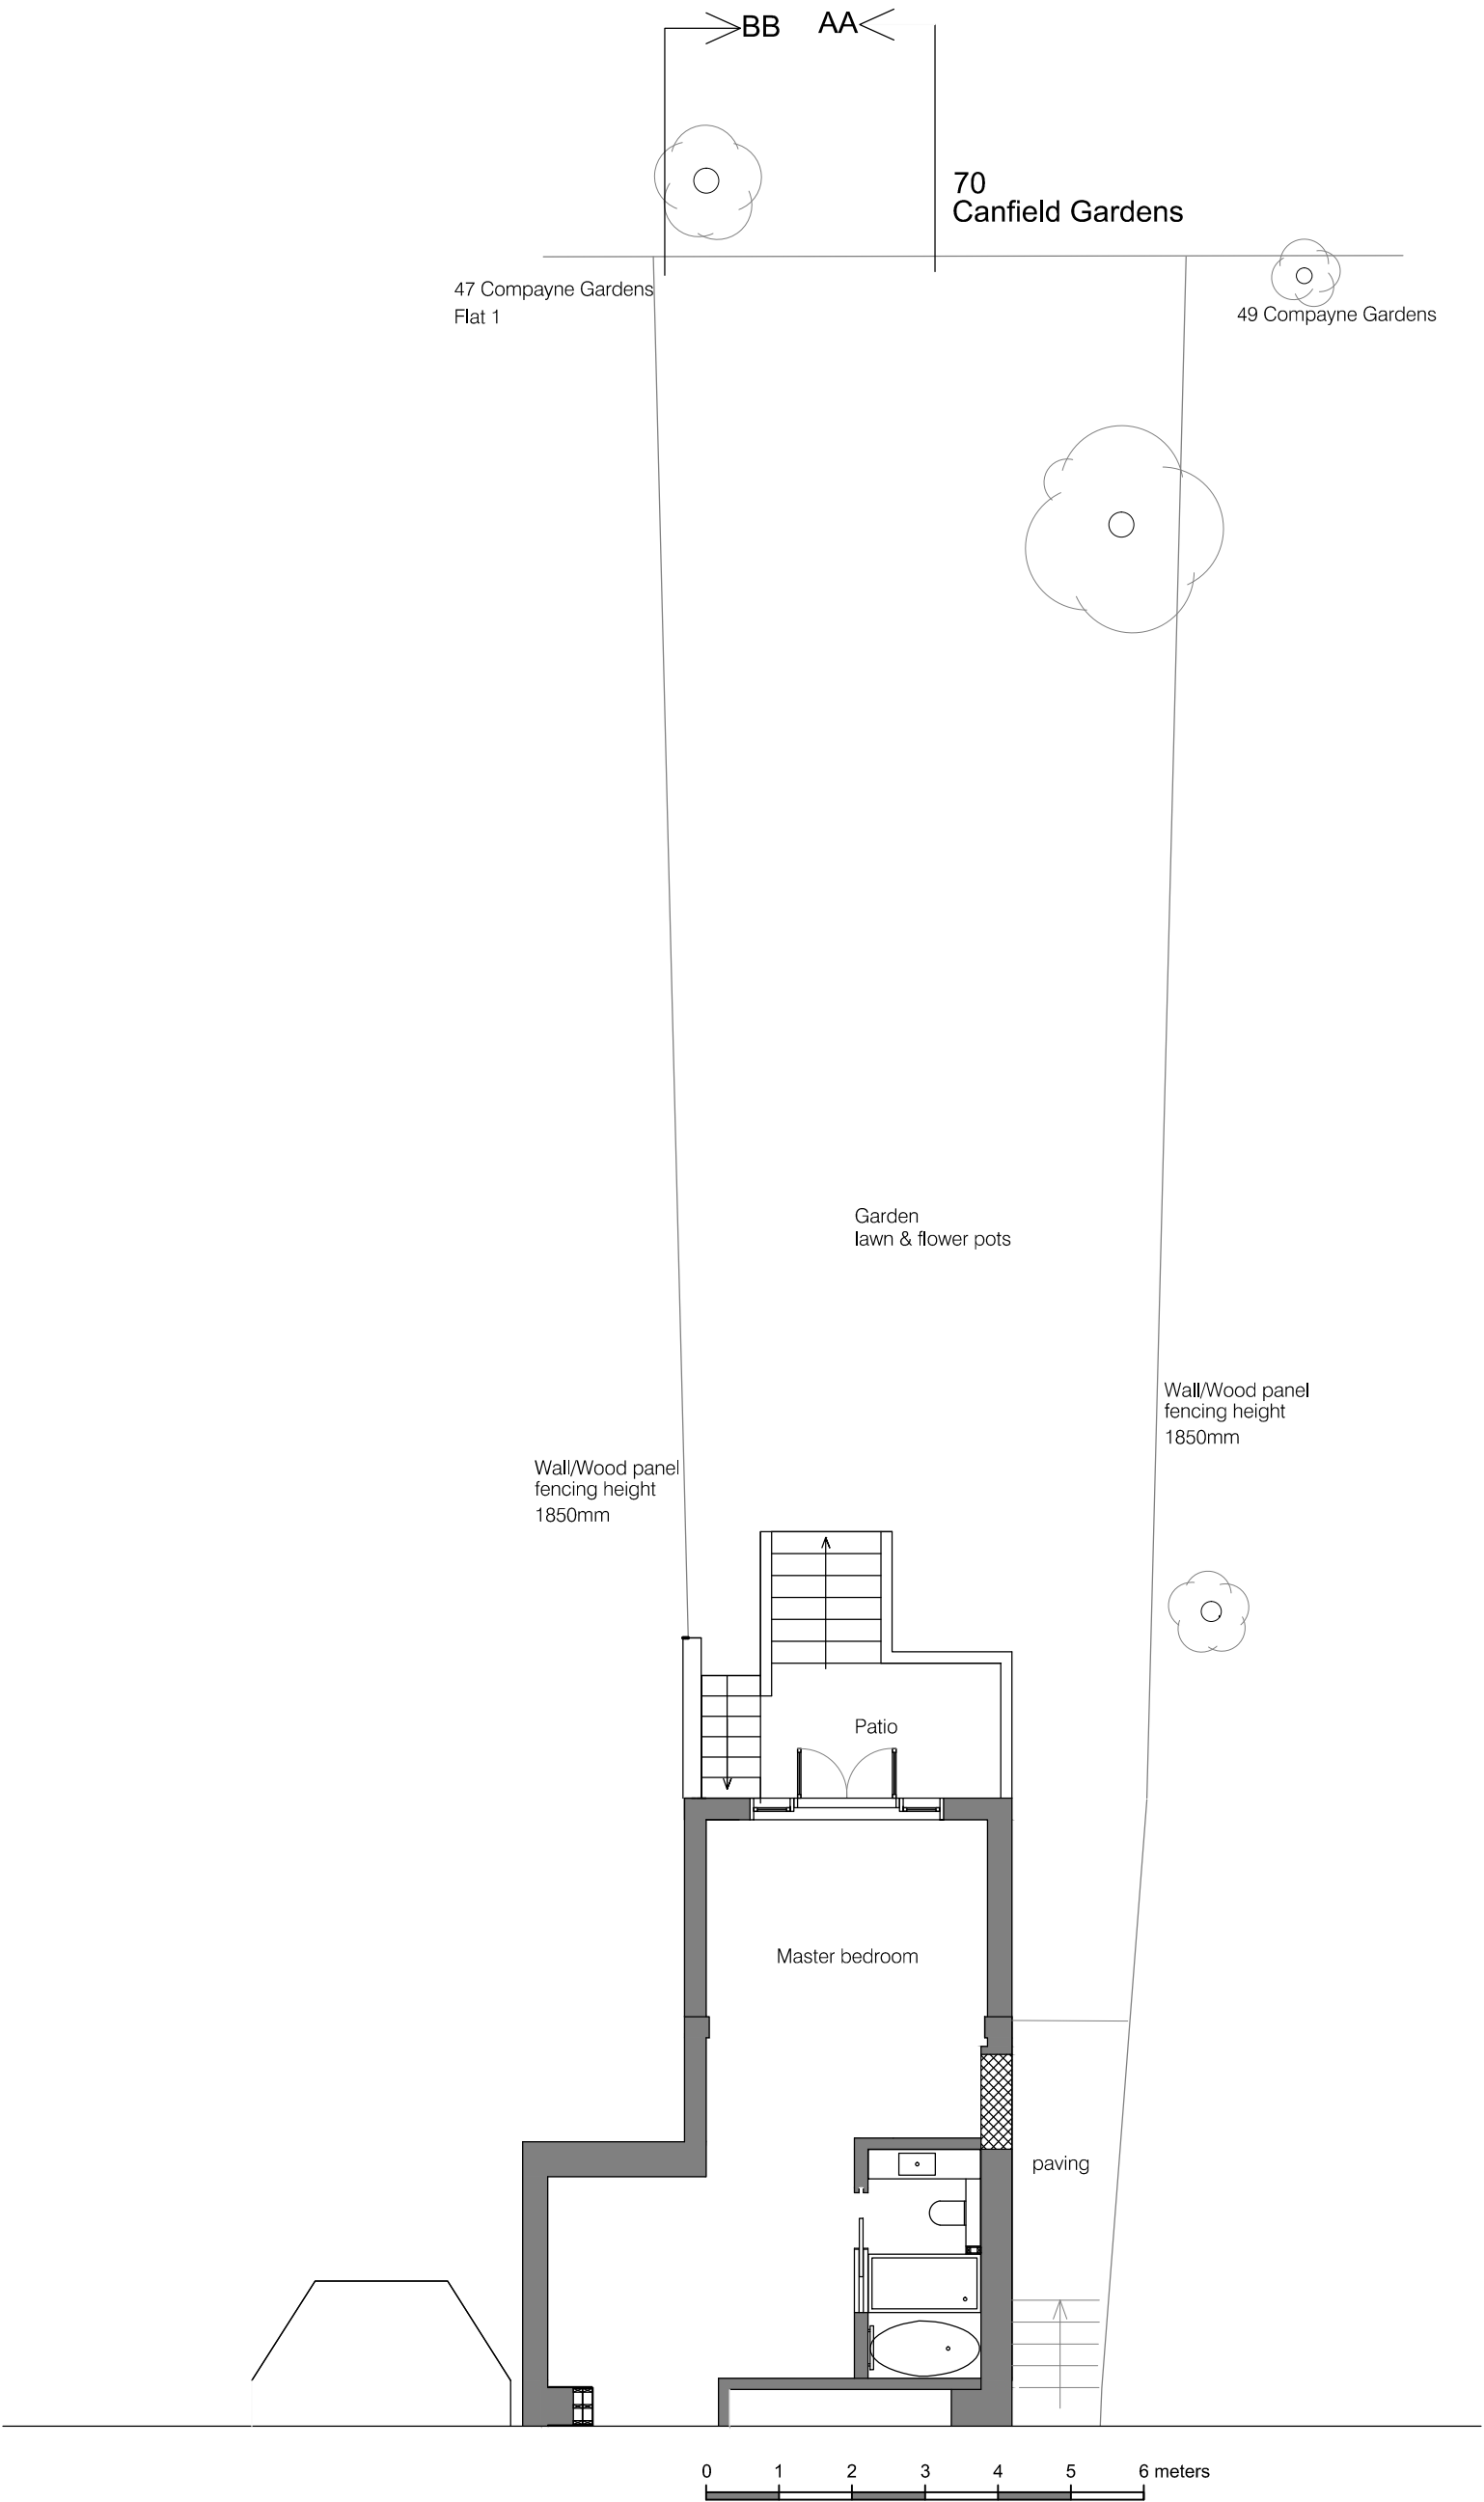 BB
AA
70
Canfield Gardens
47 Compayne Gardens
Flat 1
49 Compayne Gardens
Garden
lawn & flower pots
Wall/Wood panel
fencing height
1850mm
Wall/Wood panel
fencing height
1850mm
Patio
Master bedroom
paving
0 1 2 3 4 5 6 meters